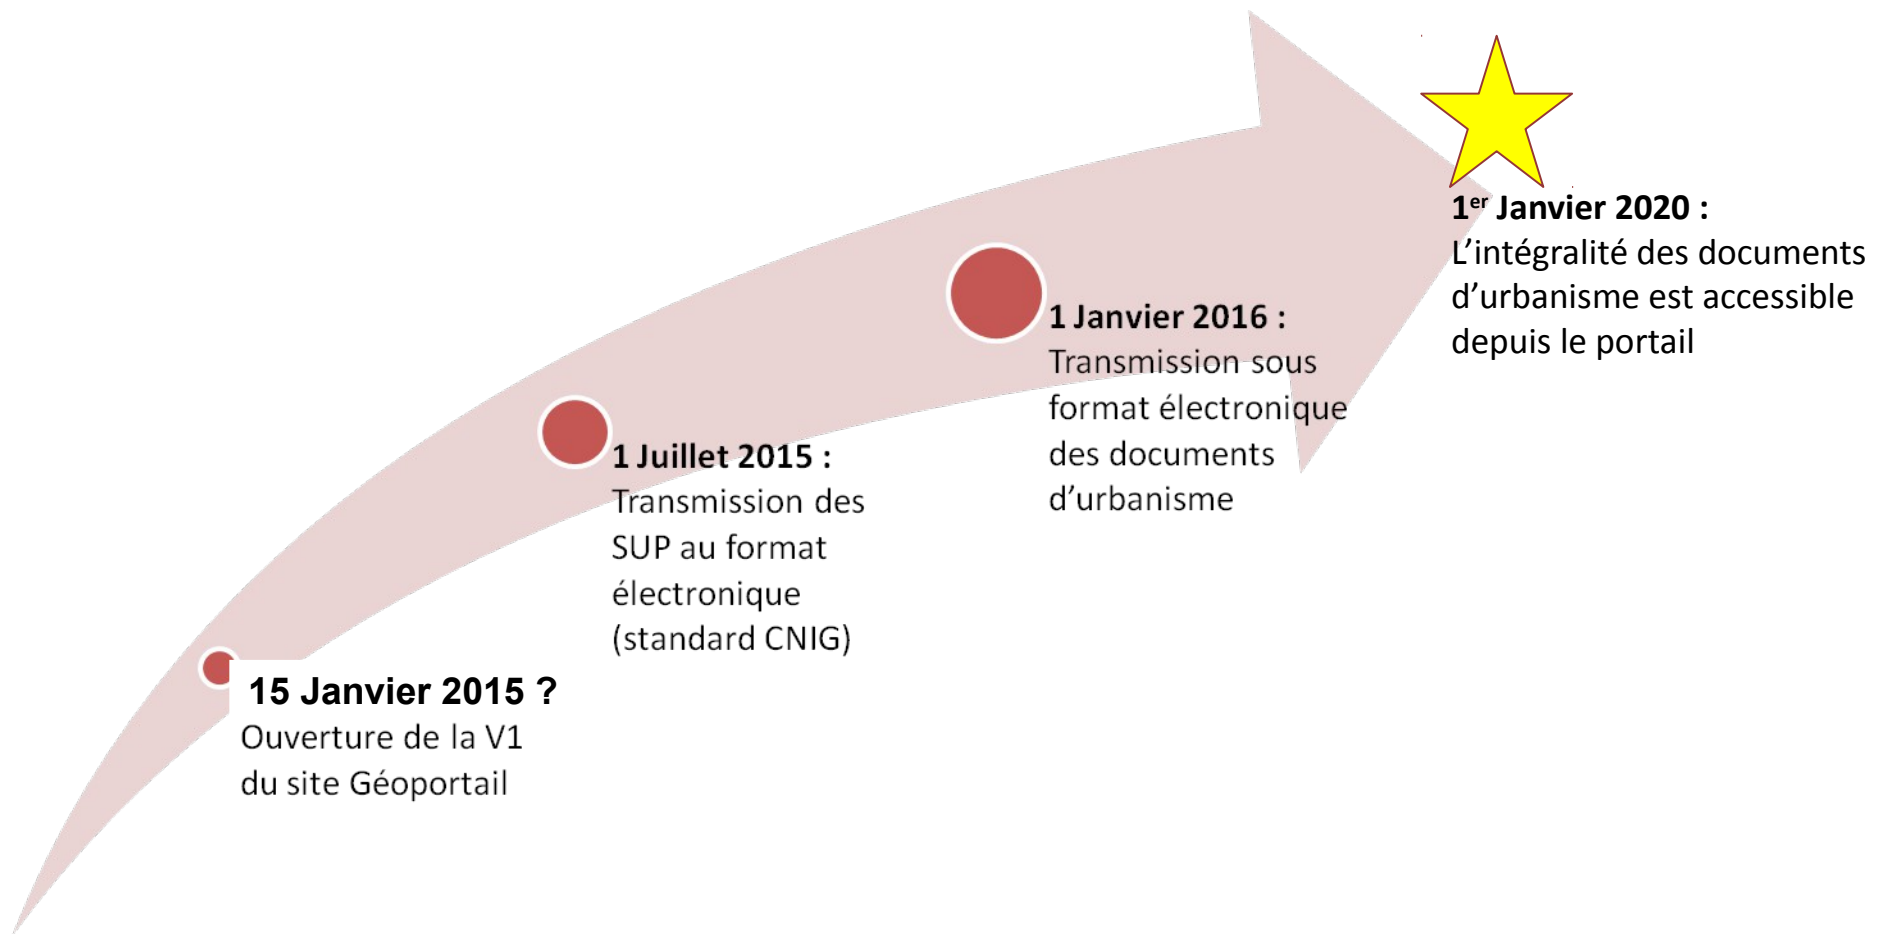 15 Janvier 2015 ?
Ouverture de la V1
du site Géoportail
1 Juillet 2015 :
Transmission des
SUP au format
électronique
(standard CNIG)
1 Janvier 2016 :
Transmission sous
format électronique
des documents
d’urbanisme
1er Janvier 2020 :
L’intégralité des documents
d’urbanisme est accessible
depuis le portail